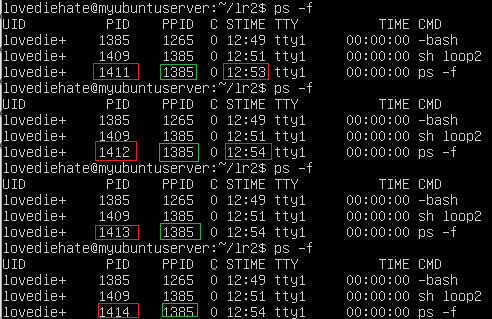 lovediehate@myubuntuserver:~/lr2$ ps -f
UID PID PPID C STIME TTY TIME CMD
lovedie+ 1385 1265 0 12:49 tty1 00:00:00 -bash
lovedie+ 1409 1385 0 12:51 tty1 00:00:00 sh loop2
lovedie+ 1411 1385 0 12:53 tty1 00:00:00 ps -f
lovediehate@myubuntuserver:~/lr2$ ps -f
UID PID PPID C STIME TTY TIME CMD
lovedie+ 1385 1265 0 12:49 tty1 00:00:00 -bash
lovedie+ 1409 1385 0 12:51 tty1 00:00:00 sh loop2
lovedie+ 1412 1385 0 12:54 tty1 00:00:00 ps -f
lovediehate@myubuntuserver:~/lr2$ ps -f
UID PID PPID C STIME TTY TIME CMD
lovedie+ 1385 1265 0 12:49 tty1 00:00:00 -bash
lovedie+ 1409 1385 0 12:51 tty1 00:00:00 sh loop2
lovedie+ 1413 1385 0 12:54 tty1 00:00:00 ps -f
lovediehate@myubuntuserver:~/lr2$ ps -f
UID PID PPID C STIME TTY TIME CMD
lovedie+ 1385 1265 0 12:49 tty1 00:00:00 -bash
lovedie+ 1409 1385 0 12:51 tty1 00:00:00 sh loop2
lovedie+ 1414 1385 0 12:54 tty1 00:00:00 ps -f